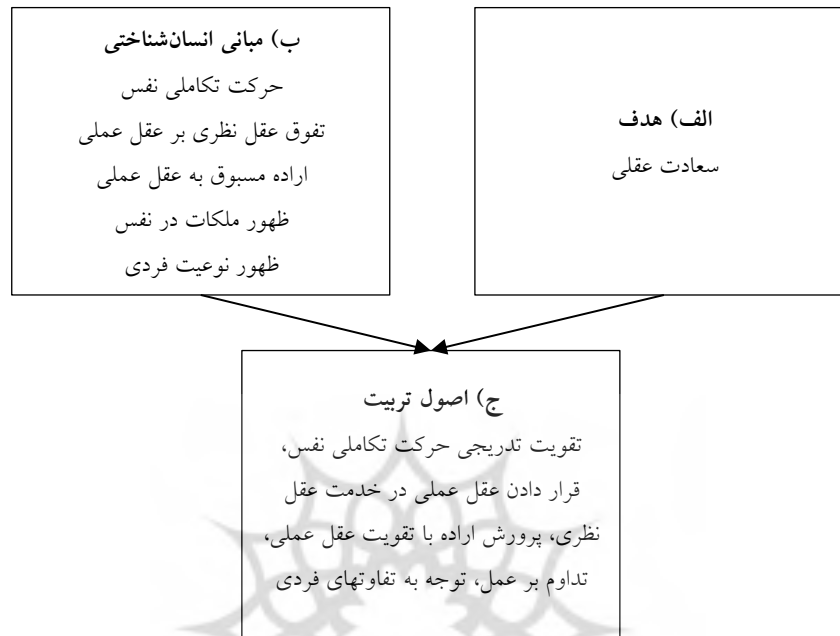 الف) هدف
سعادت عقلی
ب) مبانی انسان‌شناختی
حرکت تکاملی نفس
تفوق عقل نظری بر عقل عملی
اراده مسبوق به عقل عملی
ظهور ملکات در نفس
ظهور نوعیت فردی
ج) اصول تربیت
تقویت تدریجی حرکت تکاملی نفس،
قرار دادن عقل عملی در خدمت عقل
نظری، پرورش اراده با تقویت عقل عملی،
تداوم بر عمل، توجه به تفاوتهای فردی